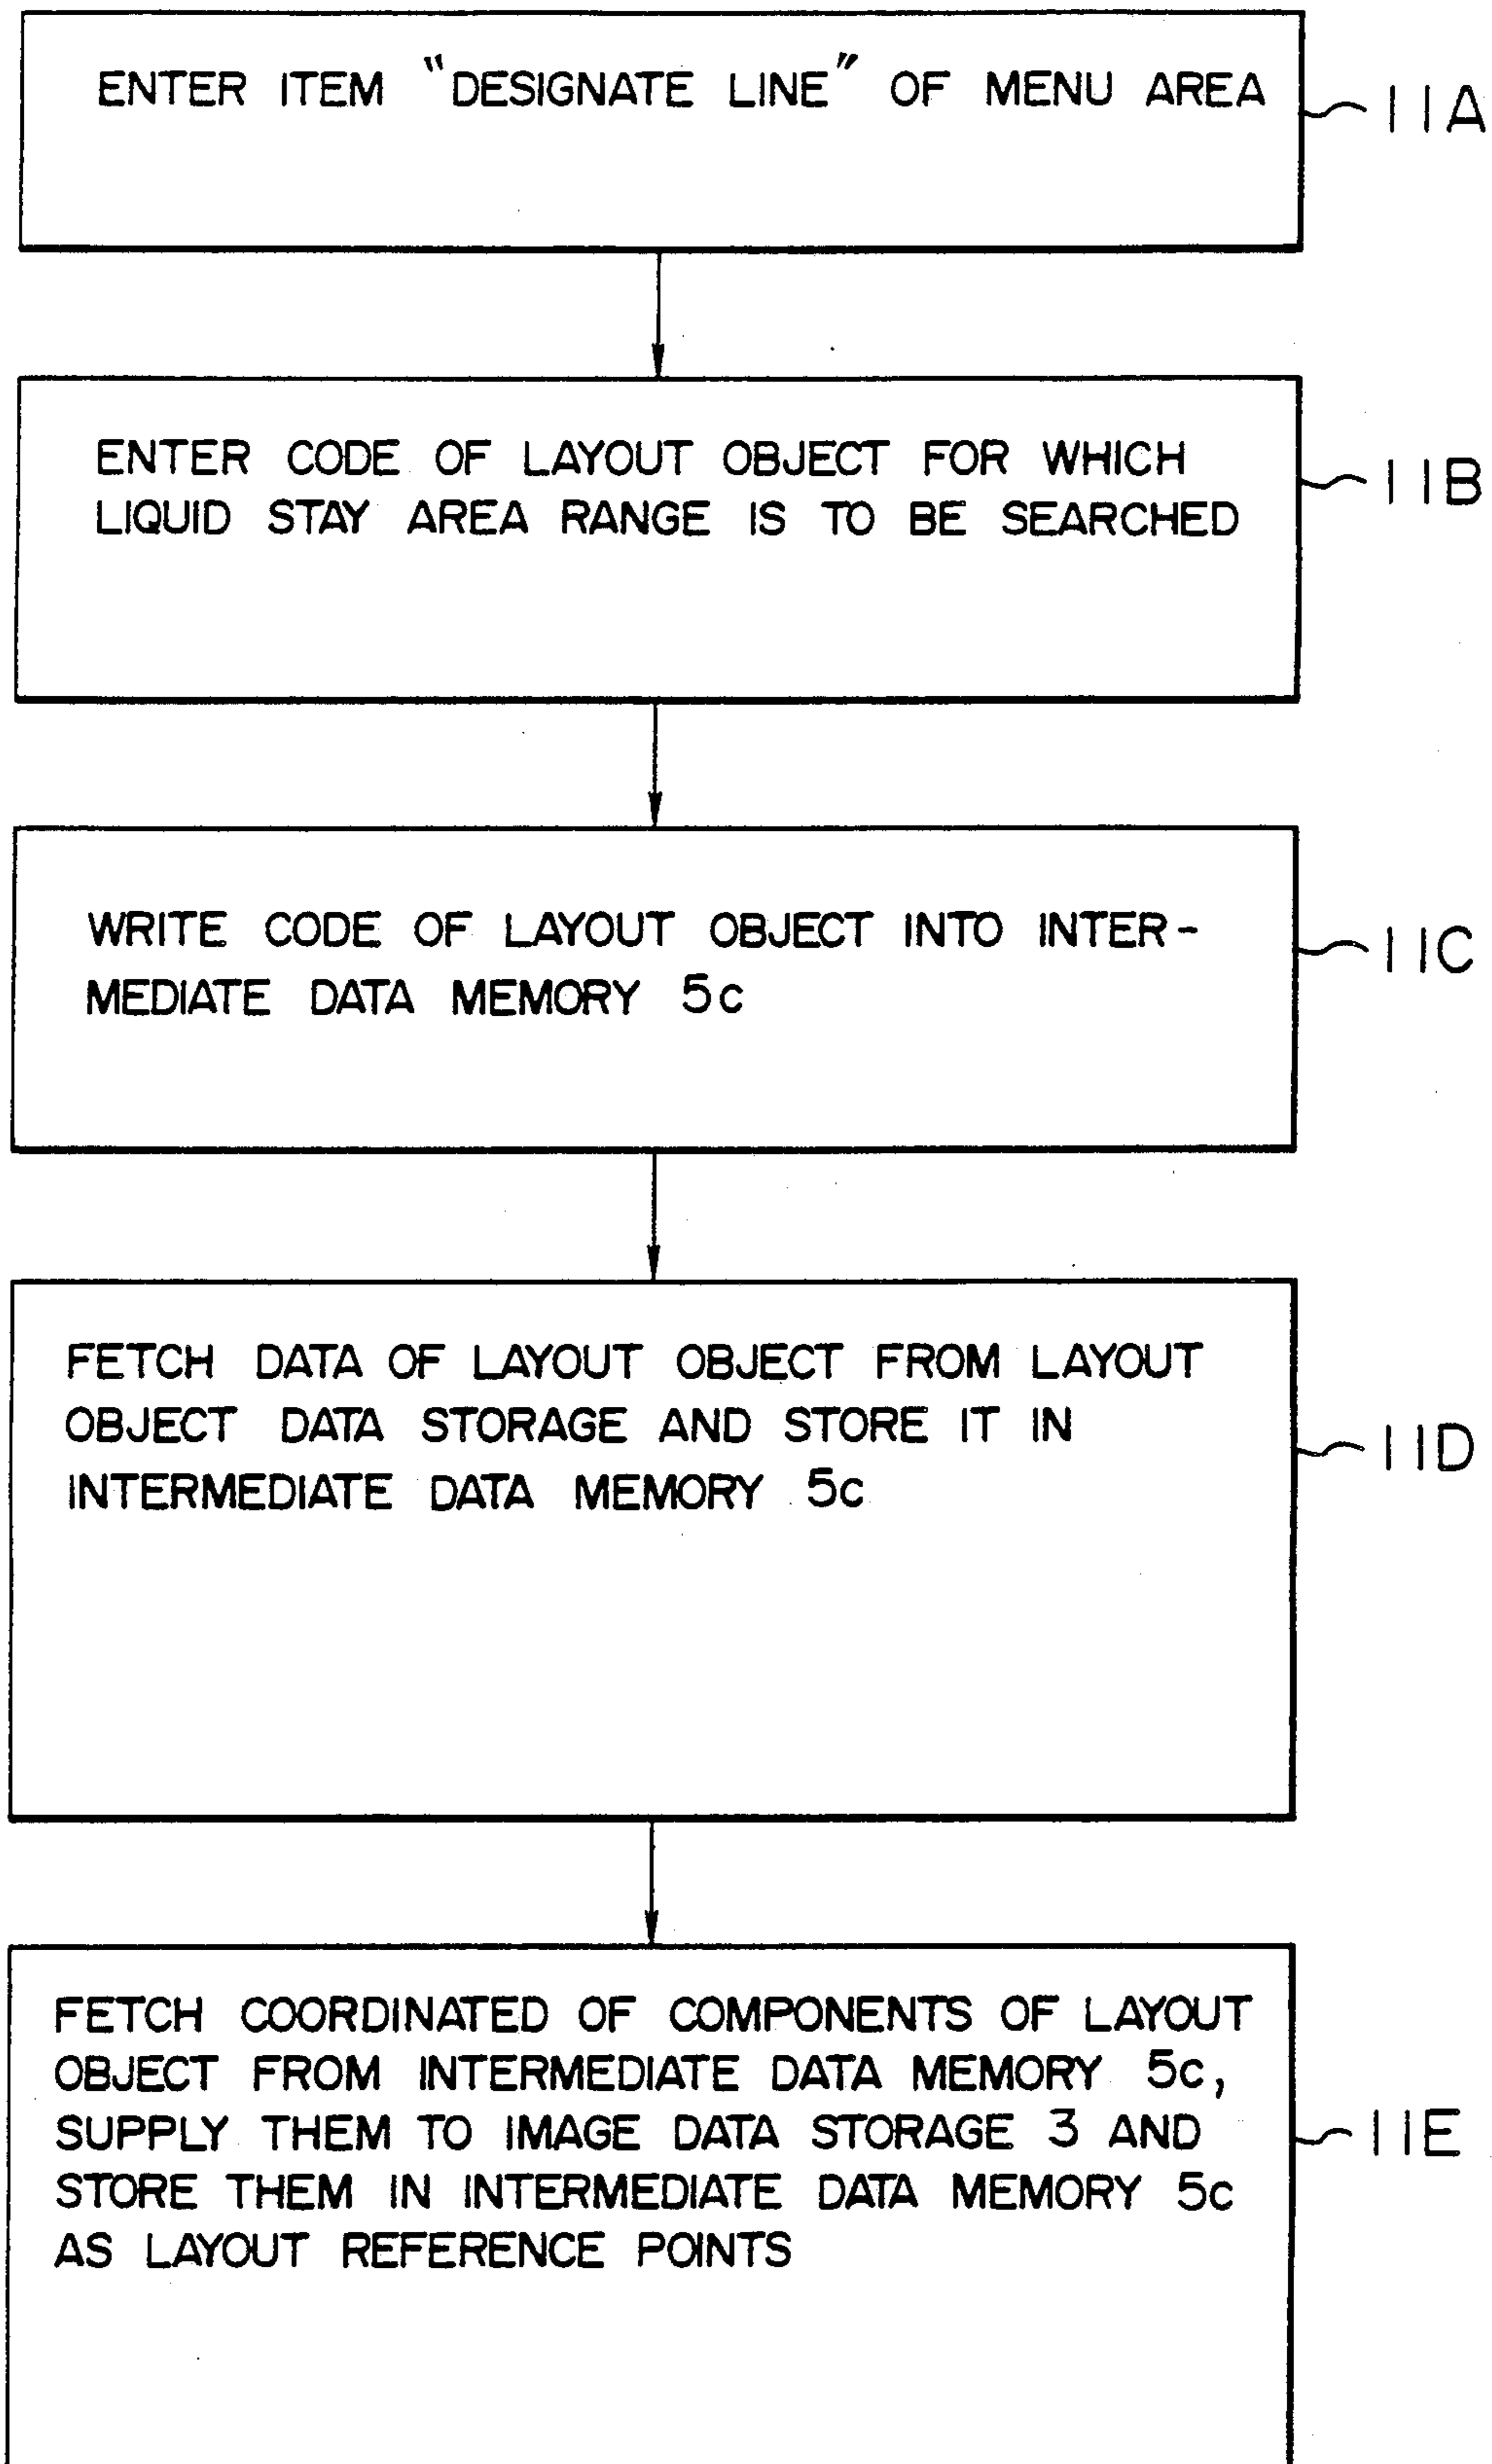 ENTER ITEM "DESIGNATE LINE" OF MENU AREA
11A
ENTER CODE OF LAYOUT OBJECT FOR WHICH
LIQUID STAY AREA RANGE IS TO BE SEARCHED
11B
WRITE CODE OF LAYOUT OBJECT INTO INTER-
MEDIATE DATA MEMORY 5c
11C
FETCH DATA OF LAYOUT OBJECT FROM LAYOUT
OBJECT DATA STORAGE AND STORE IT IN
INTERMEDIATE DATA MEMORY 5c
11D
FETCH COORDINATED OF COMPONENTS OF LAYOUT
OBJECT FROM INTERMEDIATE DATA MEMORY 5c,
SUPPLY THEM TO IMAGE DATA STORAGE 3 AND
STORE THEM IN INTERMEDIATE DATA MEMORY 5c
AS LAYOUT REFERENCE POINTS
11E